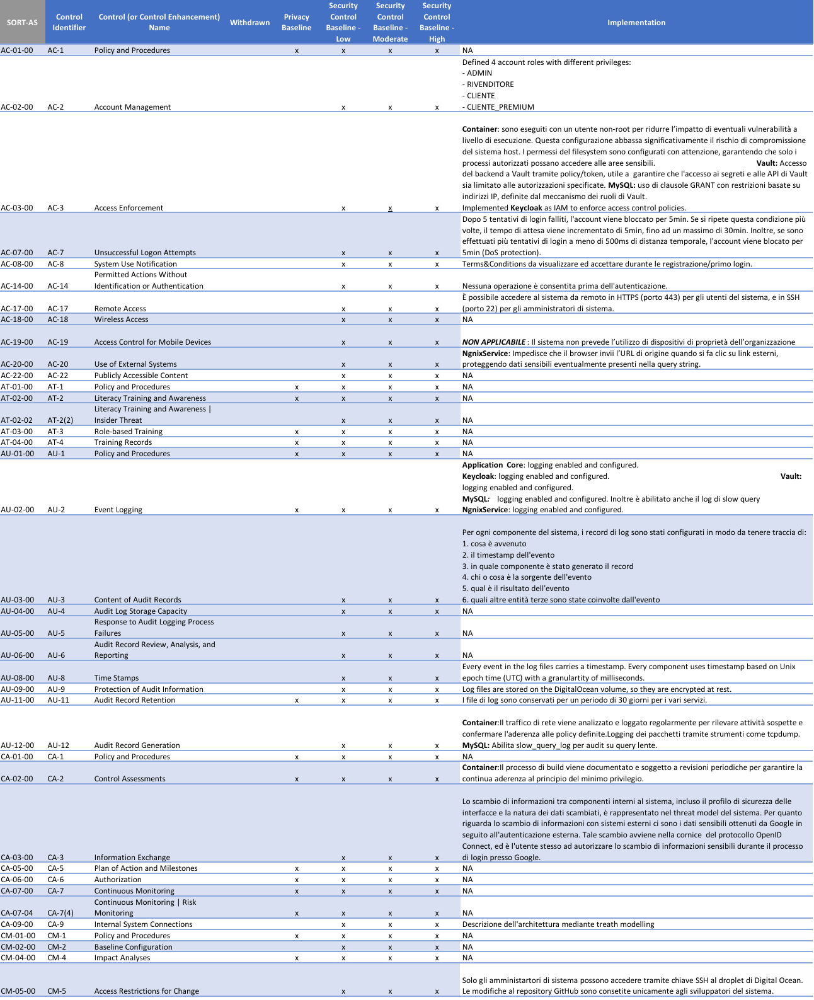 SORT-AS Control Identifier Control (or Control Enhancement) Name Withdrawn Privacy Baseline Security Control Baseline - Low Security Control Baseline - Moderate Security Control Baseline - High Implementation
AC-01-00 AC-1 Policy and Procedures x x x x NA
Defined 4 account roles with different privileges:
- ADMIN
- RIVENDITORE
- CLIENTE
AC-02-00 AC-2 Account Management x x x - CLIENTE_PREMIUM
Container: sono eseguiti con un utente non-root per ridurre l’impatto di eventuali vulnerabilità a
livello di esecuzione. Questa configurazione abbassa significativamente il rischio di compromissione
del sistema host. I permessi del filesystem sono configurati con attenzione, garantendo che solo i
processi autorizzati possano accedere alle aree sensibili. Vault: Accesso
del backend a Vault tramite policy/token, utile a garantire che l'accesso ai segreti e alle API di Vault
sia limitato alle autorizzazioni specificate. MySQL: uso di clausole GRANT con restrizioni basate su
indirizzi IP, definite dal meccanismo dei ruoli di Vault.
AC-03-00 AC-3 Access Enforcement x x x Implemented Keycloak as IAM to enforce access control policies.
Dopo 5 tentativi di login falliti, l'account viene bloccato per 5min. Se si ripete questa condizione più
volte, il tempo di attesa viene incrementato di 5min, fino ad un massimo di 30min. Inoltre, se sono
effettuati più tentativi di login a meno di 500ms di distanza temporale, l'account viene blocato per
AC-07-00 AC-7 Unsuccessful Logon Attempts x x x 5min (DoS protection).
AC-08-00 AC-8 System Use Notification x x x Terms&Conditions da visualizzare ed accettare durante le registrazione/primo login.
Permitted Actions Without
AC-14-00 AC-14 Identification or Authentication x x x Nessuna operazione è consentita prima dell'autenticazione.
È possibile accedere al sistema da remoto in HTTPS (porto 443) per gli utenti del sistema, e in SSH
AC-17-00 AC-17 Remote Access x x x (porto 22) per gli amministratori di sistema.
AC-18-00 AC-18 Wireless Access x x x NA
AC-19-00 AC-19 Access Control for Mobile Devices x x x NON APPLICABILE : Il sistema non prevede l’utilizzo di dispositivi di proprietà dell’organizzazione
NgnixService: Impedisce che il browser invii l’URL di origine quando si fa clic su link esterni,
AC-20-00 AC-20 Use of External Systems x x x proteggendo dati sensibili eventualmente presenti nella query string.
AC-22-00 AC-22 Publicly Accessible Content x x x NA
AT-01-00 AT-1 Policy and Procedures x x x x NA
AT-02-00 AT-2 Literacy Training and Awareness x x x x NA
Literacy Training and Awareness |
AT-02-02 AT-2(2) Insider Threat x x x NA
AT-03-00 AT-3 Role-based Training x x x x NA
AT-04-00 AT-4 Training Records x x x x NA
AU-01-00 AU-1 Policy and Procedures x x x x NA
Application Core: logging enabled and configured.
Keycloak: logging enabled and configured. Vault:
logging enabled and configured.
MySQL: logging enabled and configured. Inoltre è abilitato anche il log di slow query
AU-02-00 AU-2 Event Logging x x x x NgnixService: logging enabled and configured.
Per ogni componente del sistema, i record di log sono stati configurati in modo da tenere traccia di:
1. cosa è avvenuto
2. il timestamp dell'evento
3. in quale componente è stato generato il record
4. chi o cosa è la sorgente dell'evento
5. qual è il risultato dell'evento
AU-03-00 AU-3 Content of Audit Records x x x 6. quali altre entità terze sono state coinvolte dall'evento
AU-04-00 AU-4 Audit Log Storage Capacity x x x NA
Response to Audit Logging Process
AU-05-00 AU-5 Failures x x x NA
Audit Record Review, Analysis, and
AU-06-00 AU-6 Reporting x x x NA
Every event in the log files carries a timestamp. Every component uses timestamp based on Unix
AU-08-00 AU-8 Time Stamps x x x epoch time (UTC) with a granulartity of milliseconds.
AU-09-00 AU-9 Protection of Audit Information x x x Log files are stored on the DigitalOcean volume, so they are encrypted at rest.
AU-11-00 AU-11 Audit Record Retention x x x x I file di log sono conservati per un periodo di 30 giorni per i vari servizi.
Container:Il traffico di rete viene analizzato e loggato regolarmente per rilevare attività sospette e
confermare l'aderenza alle policy definite.Logging dei pacchetti tramite strumenti come tcpdump.
AU-12-00 AU-12 Audit Record Generation x x x MySQL: Abilita slow_query_log per audit su query lente.
CA-01-00 CA-1 Policy and Procedures x x x x NA
Container:Il processo di build viene documentato e soggetto a revisioni periodiche per garantire la
CA-02-00 CA-2 Control Assessments x x x x continua aderenza al principio del minimo privilegio.
Lo scambio di informazioni tra componenti interni al sistema, incluso il profilo di sicurezza delle
interfacce e la natura dei dati scambiati, è rappresentato nel threat model del sistema. Per quanto
riguarda lo scambio di informazioni con sistemi esterni ci sono i dati sensibili ottenuti da Google in
seguito all'autenticazione esterna. Tale scambio avviene nella cornice del protocollo OpenID
Connect, ed è l'utente stesso ad autorizzare lo scambio di informazioni sensibili durante il processo
CA-03-00 CA-3 Information Exchange x x x di login presso Google.
CA-05-00 CA-5 Plan of Action and Milestones x x x x NA
CA-06-00 CA-6 Authorization x x x x NA
CA-07-00 CA-7 Continuous Monitoring x x x x NA
Continuous Monitoring | Risk
CA-07-04 CA-7(4) Monitoring x x x x NA
CA-09-00 CA-9 Internal System Connections x x x Descrizione dell'architettura mediante treath modelling
CM-01-00 CM-1 Policy and Procedures x x x x NA
CM-02-00 CM-2 Baseline Configuration x x x NA
CM-04-00 CM-4 Impact Analyses x x x x NA
Solo gli amministartori di sistema possono accedere tramite chiave SSH al droplet di Digital Ocean.
CM-05-00 CM-5 Access Restrictions for Change x x x Le modifiche al repository GitHub sono consetite unicamente agli sviluppatori del sistema.